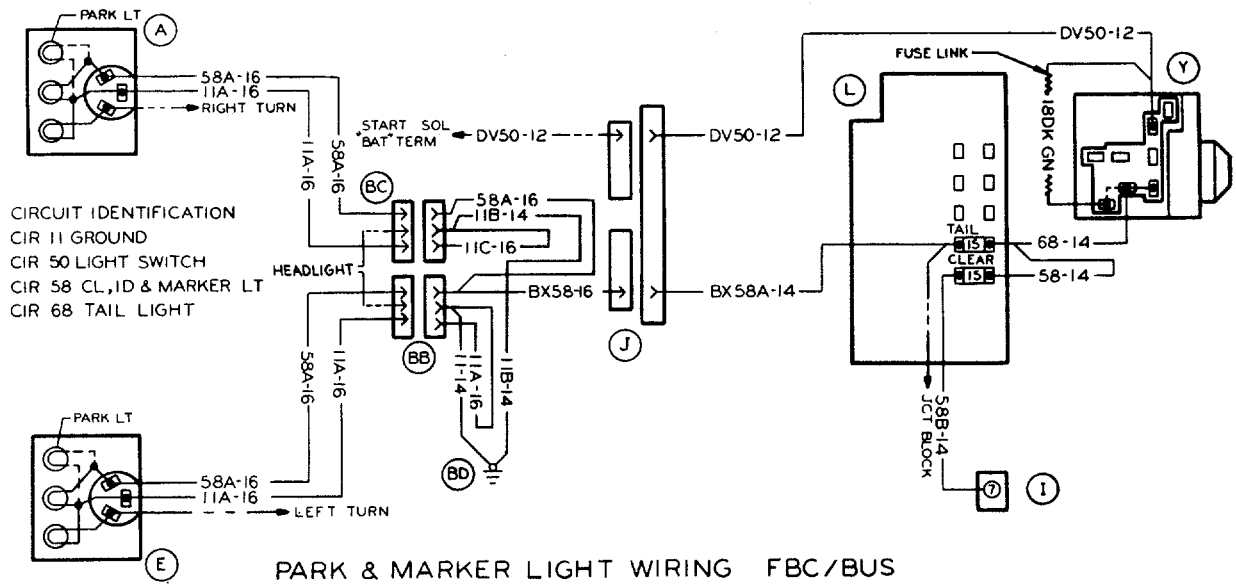 PARK LT
A
58A-16
11A-16
RIGHT TURN
11A-16
58A-16
"START SOL
BAT" TERM
DV50-12
DV50-12
DV50-12
FUSE LINK
18DK GN
Y
L
BC
58A-16
11B-14
11C-16
CIRCUIT IDENTIFICATION
CIR 11 GROUND
CIR 50 LIGHT SWITCH
CIR 58 CL, ID & MARKER LT
CIR 68 TAIL LIGHT
HEADLIGHT
BX58-16
BX58A-14
TAIL
15
68-14
CLEAR
15
58-14
J
BB
58A-16
11A-16
11-14
11A-16
11B-14
JCT BLOCK
58B-14
PARK LT
BD
58A-16
11A-16
LEFT TURN
7
I
E
PARK & MARKER LIGHT WIRING FBC/BUS